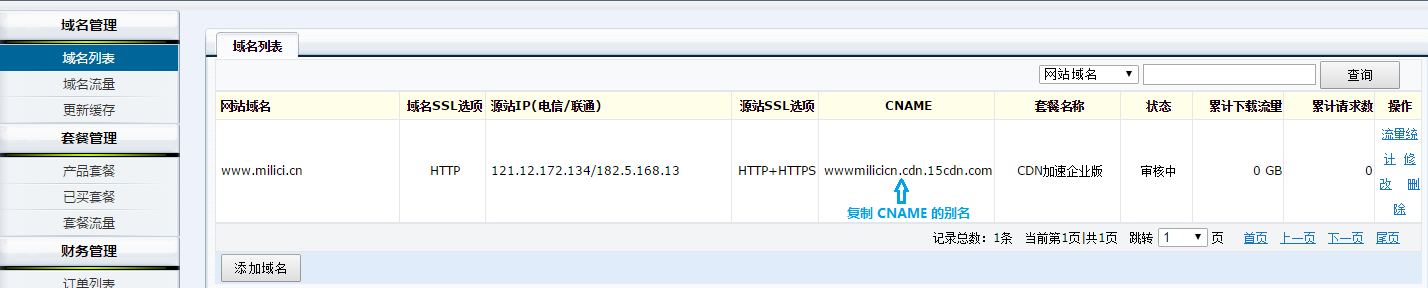 域名管理
域名列表
域名流量
更新缓存
套餐管理
产品套餐
已买套餐
套餐流量
财务管理
订单列表
域名列表
网站域名 查询
网站域名 域名SSL选项 源站IP(电信/联通) 源站SSL选项 CNAME 套餐名称 状态 累计下载流量 累计请求数 操作
www.milici.cn HTTP 121.12.172.134/182.5.168.13 HTTP+HTTPS wwwmilicicn.cdn.15cdn.com CDN加速企业版 审核中 0 GB 0
流量统
计 修
改 删
除
复制 CNAME 的别名
记录总数：1条 当前第1页|共1页 跳转 1 页 首页 上一页 下一页 尾页
添加域名